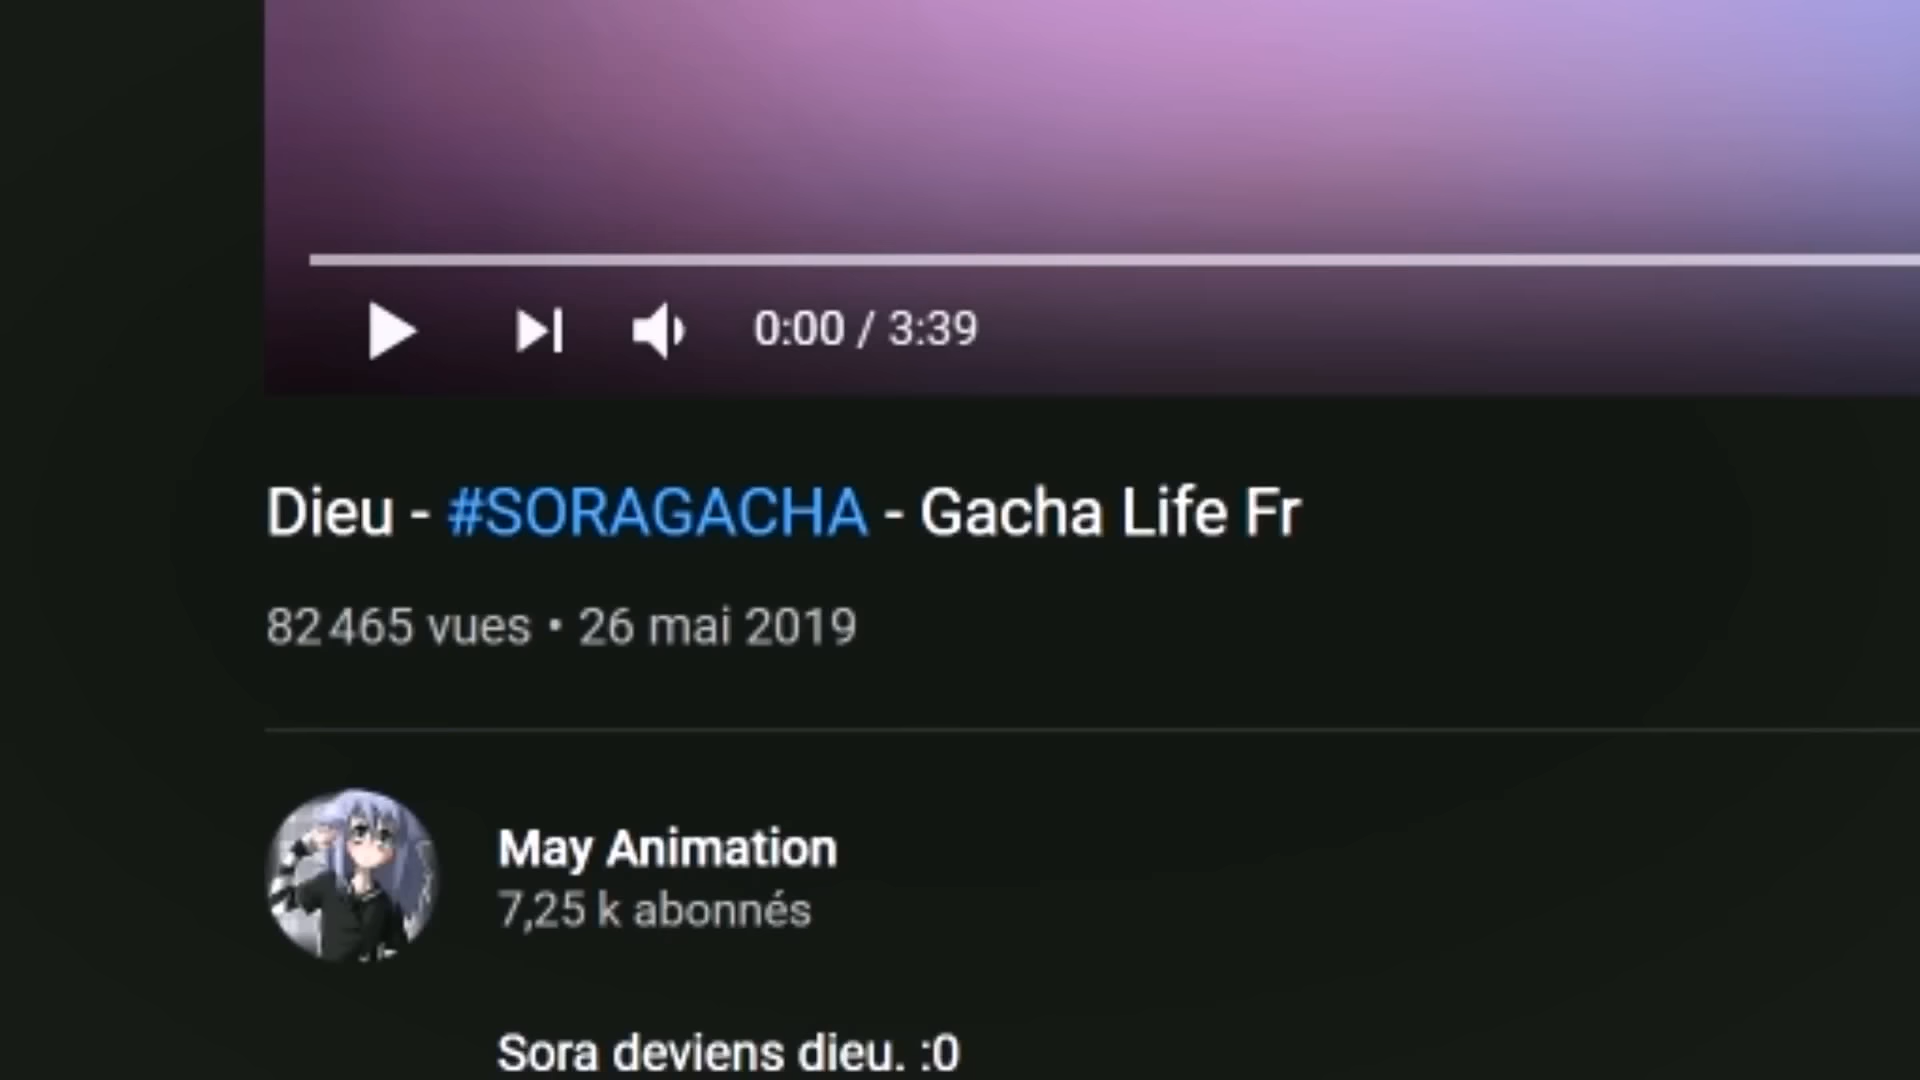 0:00 / 3:39
Dieu - #SORAGACHA - Gacha Life Fr
82 465 vues • 26 mai 2019
May Animation
7,25 k abonnés
Sora deviens dieu. :0